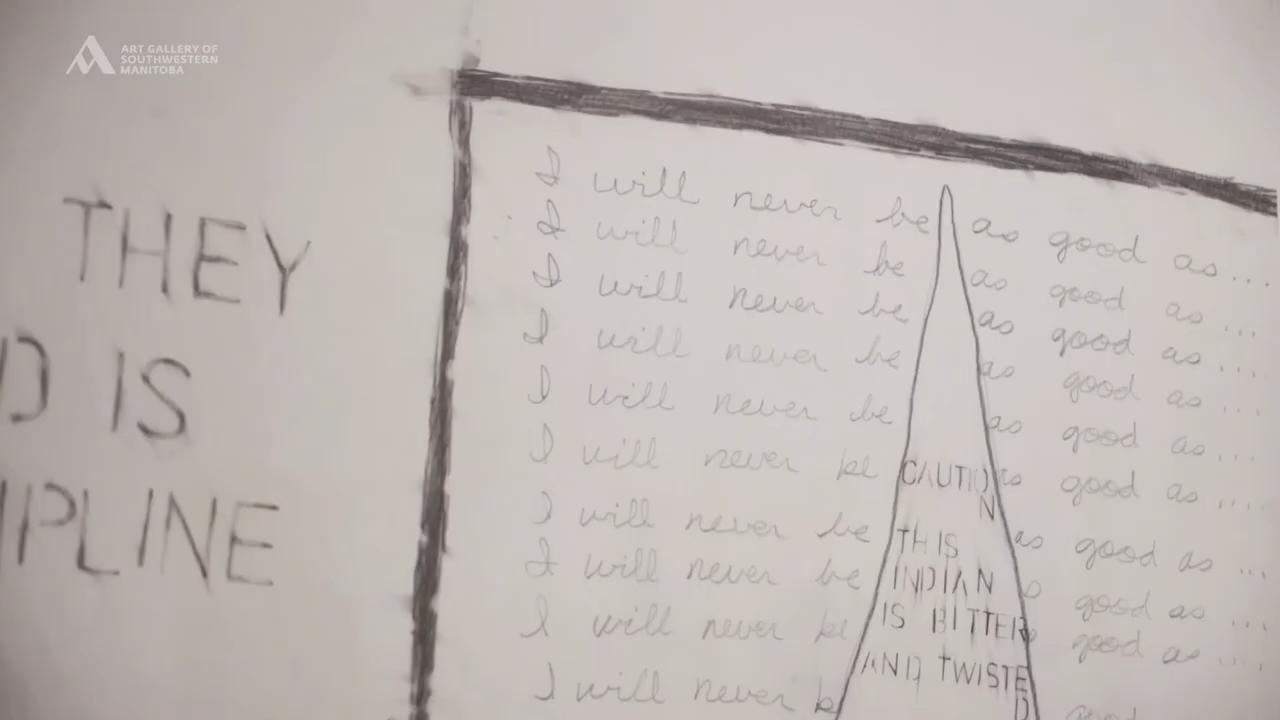 ART GALLERY OF
SOUTHWESTERN
MANITOBA
THEY
D IS
IPLINE
I will never be as good as...
I will never be as good as...
I will never be as good as...
I will never be as good as...
I will never be as good as...
I will never be as good as....
I will never be as good as...
I will never be good as...
I will never be good as....
I will never b good
CAUTIO
N
THIS
INDIAN
IS BITTER
AND TWISTE
D